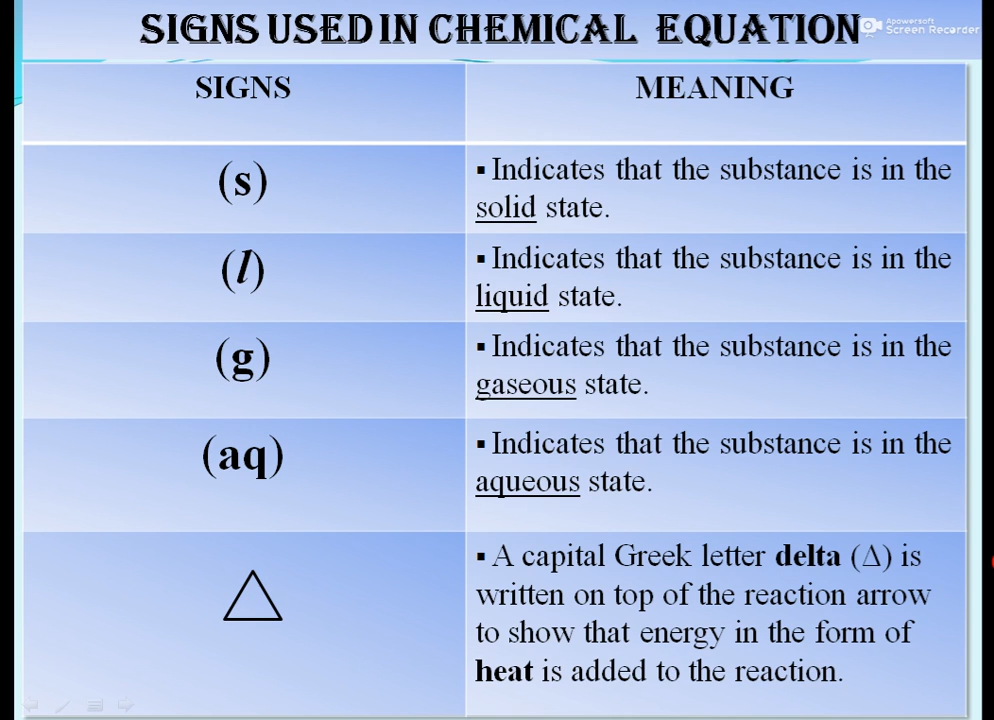 SIGNS USED IN CHEMICAL EQUATION
Apowersoft
Screen Recorder
SIGNS
MEANING
(s)
▪ Indicates that the substance is in the
solid state.
(l)
▪ Indicates that the substance is in the
liquid state.
(g)
▪ Indicates that the substance is in the
gaseous state.
(aq)
▪ Indicates that the substance is in the
aqueous state.
△
▪ A capital Greek letter delta (Δ) is
written on top of the reaction arrow
to show that energy in the form of
heat is added to the reaction.